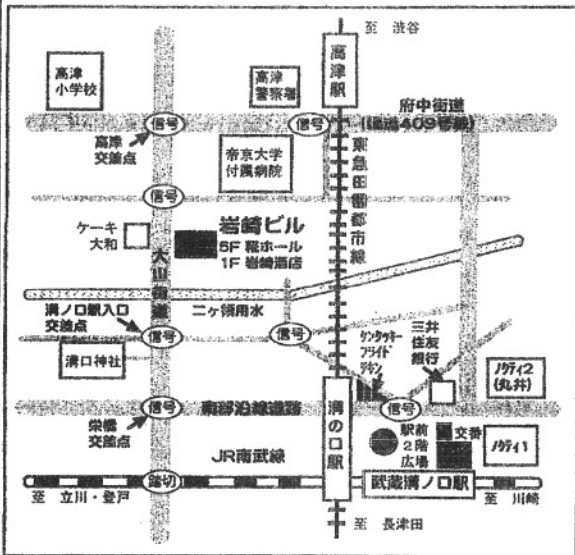 至 渋谷
高津駅
高津
小学校
高津
警察署
府中街道
(国道409号線)
信号
信号
高津
交差点
帝京大学
付属病院
東急田園都市線
信号
ケーキ
大和
岩崎ビル
5F 糀ホール
1F 岩崎酒店
大山街道
溝ノ口駅入口
交差点
二ヶ領用水
信号
信号
溝口神社
ケンタッキー
フライド
チキン
三井
住友
銀行
ノクティ2
(丸井)
信号
南部沿線道路
信号
栄橋
交差点
溝の口駅
駅前
2階
広場
交番
ノクティ1
JR南武線
踏切
武蔵溝ノ口駅
至 立川・登戸
至 川崎
至 長津田